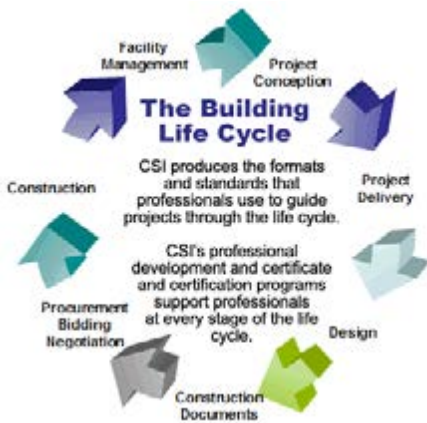 Facility
Management
Project
Conception
The Building
Life Cycle
CSI produces the formats
and standards that
professionals use to guide
projects through the life cycle.
CSI's professional
development and certificate
and certification programs
support professionals
at every stage of the life
cycle.
Project
Delivery
Design
Construction
Documents
Procurement
Bidding
Negotiation
Construction